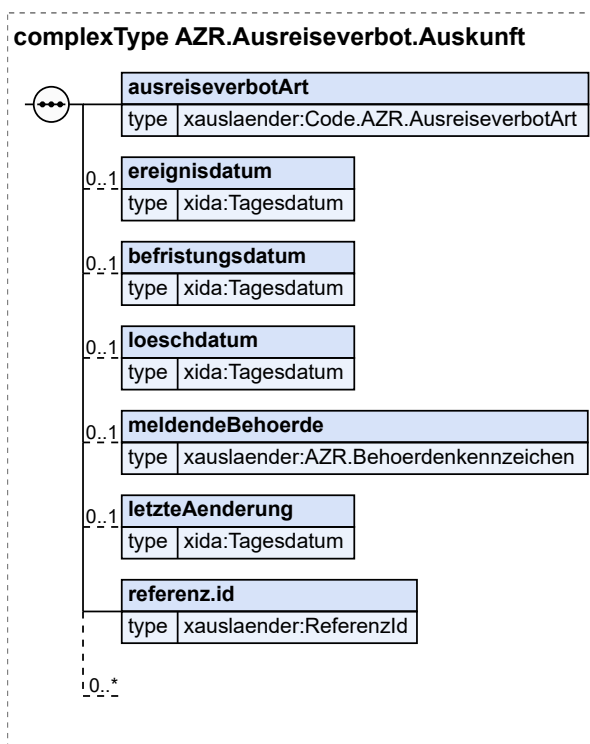 complexType AZR.Ausreiseverbot.Auskunft
ausreiseverbotArt
type xauslaender:Code.AZR.AusreiseverbotArt
0..1 ereignisdatum
type xida:Tagesdatum
0..1 befristungsdatum
type xida:Tagesdatum
0..1 loeschdatum
type xida:Tagesdatum
0..1 meldendeBehoerde
type xauslaender:AZR.Behoerdenkennzeichen
0..1 letzteAenderung
type xida:Tagesdatum
referenz.id
type xauslaender:ReferenzId
0..*